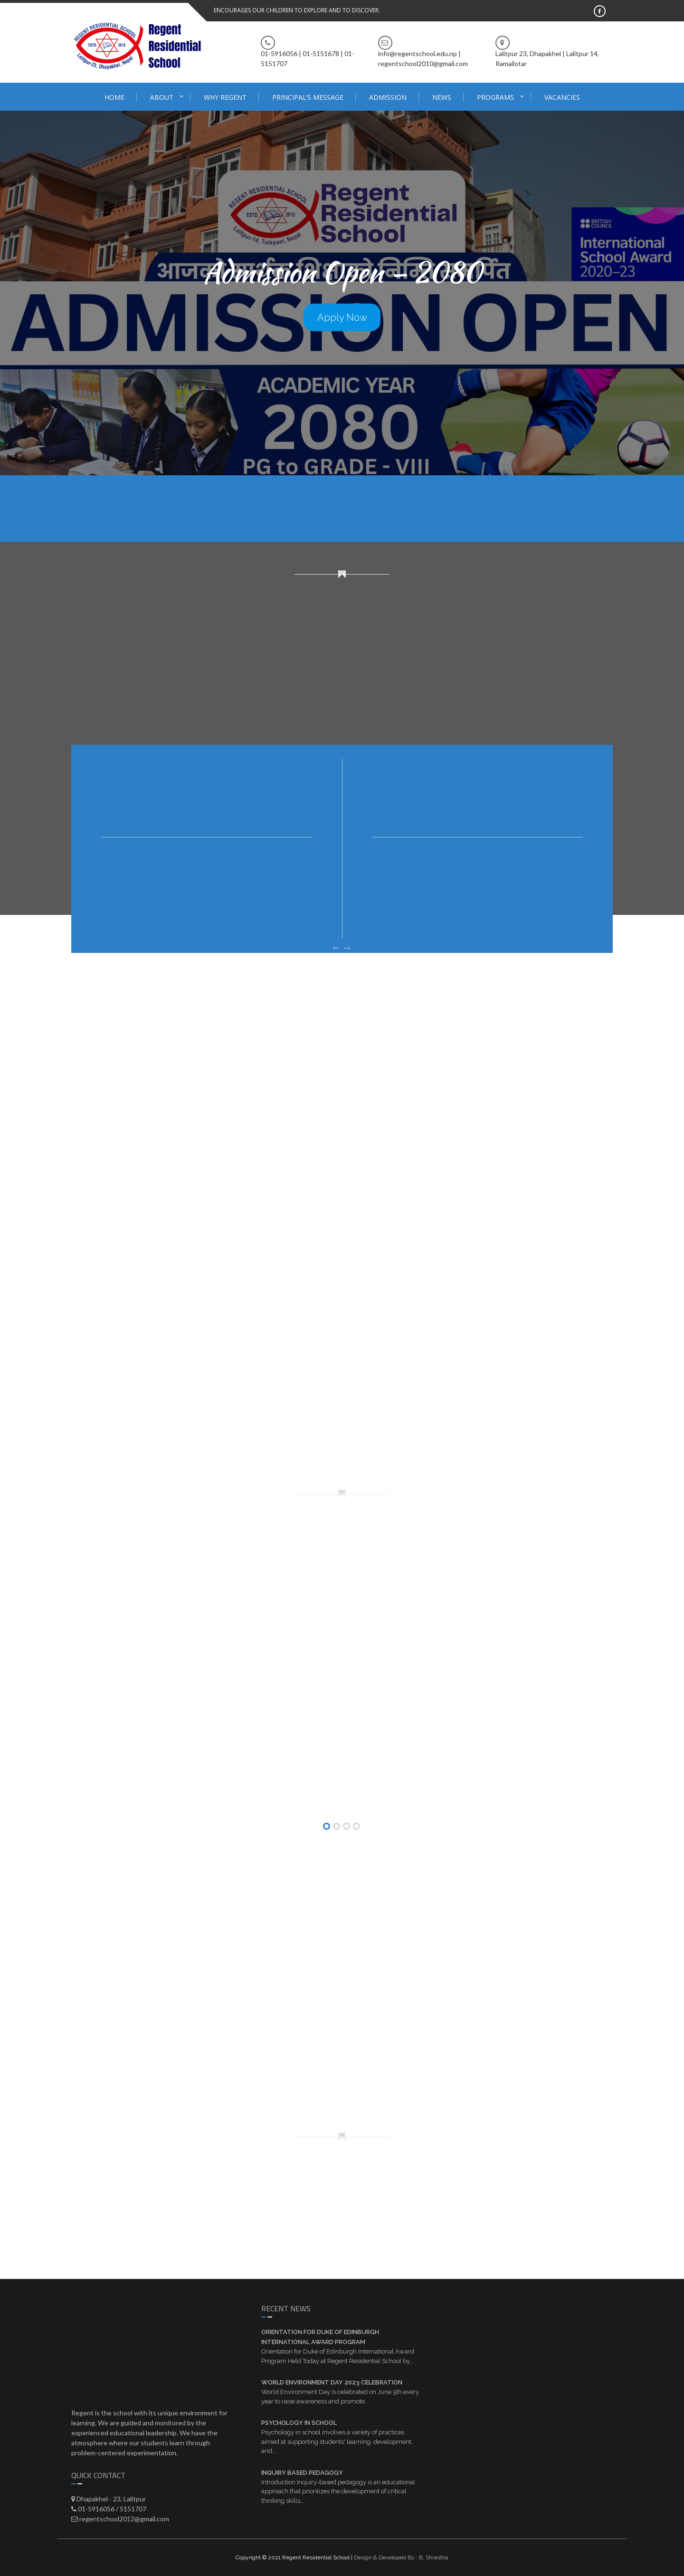 ENCOURAGES OUR CHILDREN TO EXPLORE AND TO DISCOVER.
REGENT RESIDENTIAL SCHOOL
ESTD. 2010
Lalitpur-23, Dhapakhel, Nepal
Regent
Residential
School
01-5916056 | 01-5151678 | 01-
5151707
info@regentschool.edu.np |
regentschool2010@gmail.com
Lalitpur 23, Dhapakhel | Lalitpur 14,
Ramailotar
HOME
ABOUT
WHY REGENT
PRINCIPAL'S MESSAGE
ADMISSION
NEWS
PROGRAMS
VACANCIES
REGENT RESIDENTIAL SCHOOL
ESTD. 2010
Lalitpur-14, Tutepani, Nepal
Regent
Residential
School
BRITISH
COUNCIL
International
School Award
2020–23
Admission Open – 2080
Apply Now
ADMISSION OPEN
ACADEMIC YEAR
2080
PG to GRADE - VIII
← →
RECENT NEWS
ORIENTATION FOR DUKE OF EDINBURGH
INTERNATIONAL AWARD PROGRAM
Orientation for Duke of Edinburgh International Award
Program Held Today at Regent Residential School by...
WORLD ENVIRONMENT DAY 2023 CELEBRATION
World Environment Day is celebrated on June 5th every
year to raise awareness and promote...
PSYCHOLOGY IN SCHOOL
Psychology in school involves a variety of practices
aimed at supporting students' learning, development,
and...
INQUIRY BASED PEDAGOGY
Introduction Inquiry-based pedagogy is an educational
approach that prioritizes the development of critical
thinking skills,...
Regent is the school with its unique environment for
learning. We are guided and monitored by the
experienced educational leadership. We have the
atmosphere where our students learn through
problem-centered experimentation.
QUICK CONTACT
Dhapakhel - 23, Lalitpur
01-5916056 / 5151707
regentschool2012@gmail.com
Copyright © 2021 Regent Residential School | Design & Developed By : B. Shrestha